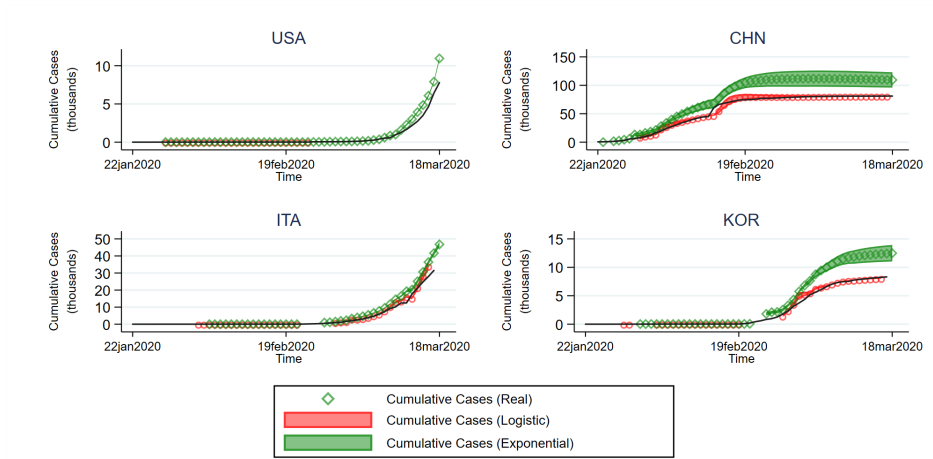 USA
Cumulative Cases
(thousands)
10
5
0
22jan2020
19feb2020
18mar2020
Time
CHN
Cumulative Cases
(thousands)
150
100
50
0
22jan2020
19feb2020
18mar2020
Time
ITA
Cumulative Cases
(thousands)
50
40
30
20
10
0
22jan2020
19feb2020
18mar2020
Time
KOR
Cumulative Cases
(thousands)
15
10
5
0
22jan2020
19feb2020
18mar2020
Time
Cumulative Cases (Real)
Cumulative Cases (Logistic)
Cumulative Cases (Exponential)